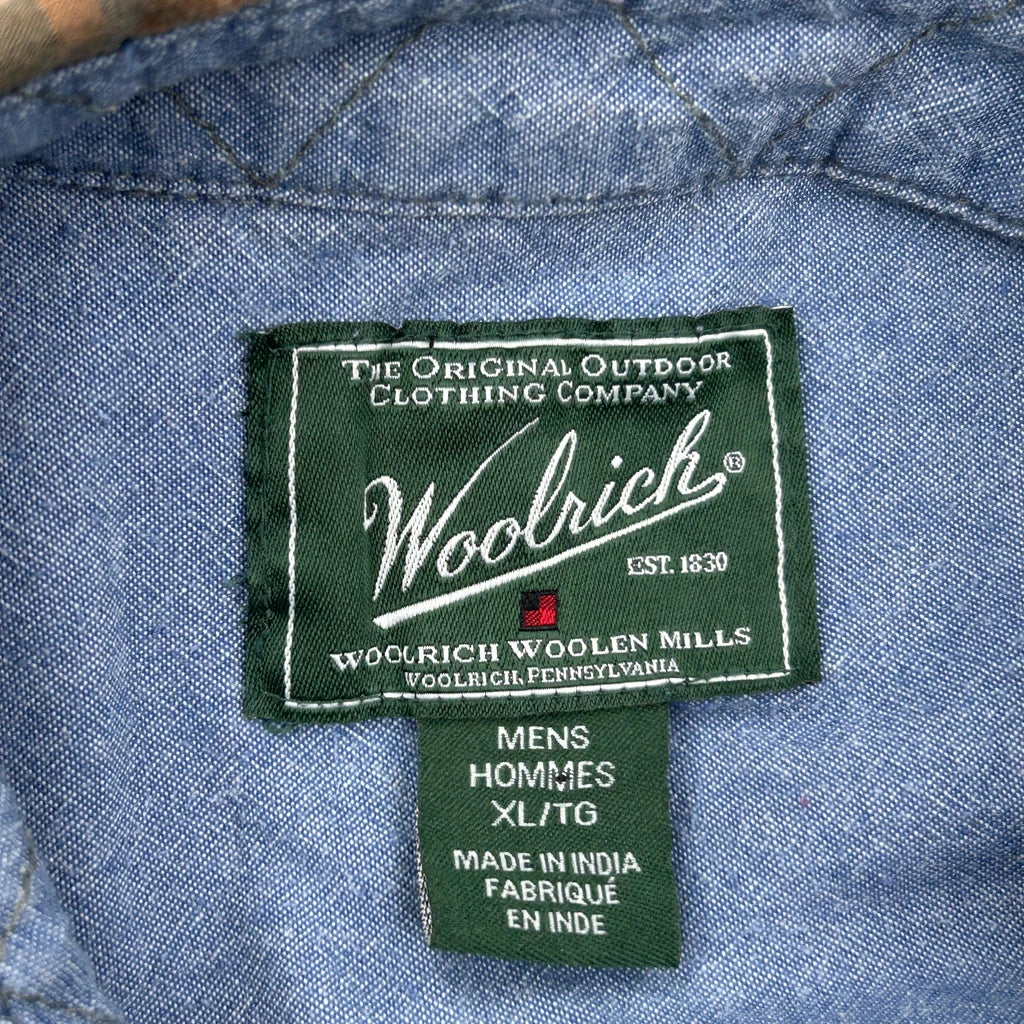 THE ORIGINAL OUTDOOR
CLOTHING COMPANY
Woolrich®
EST. 1830
WOOLRICH WOOLEN MILLS
WOOLRICH, PENNSYLVANIA
MENS
HOMMES
XL/TG
MADE IN INDIA
FABRIQUÉ
EN INDE